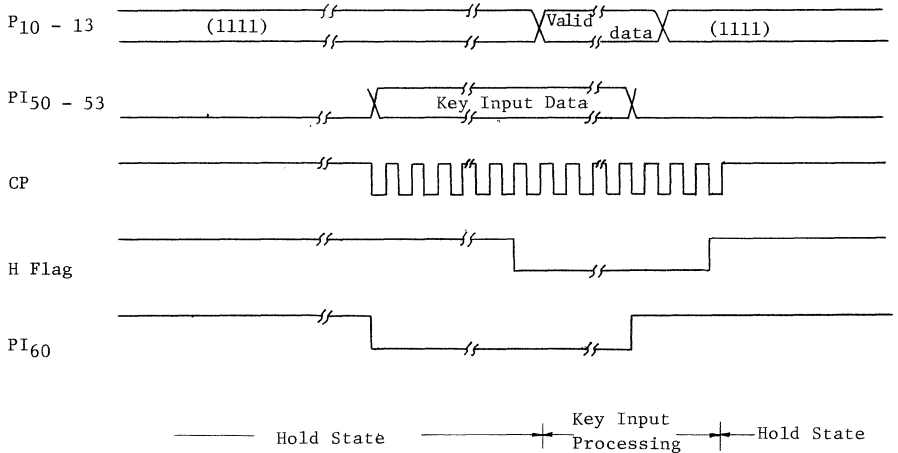 P10 - 13 (1111) Valid data (1111)
PI50 - 53 Key Input Data
CP
H Flag
PI60
Hold State Key Input Processing Hold State